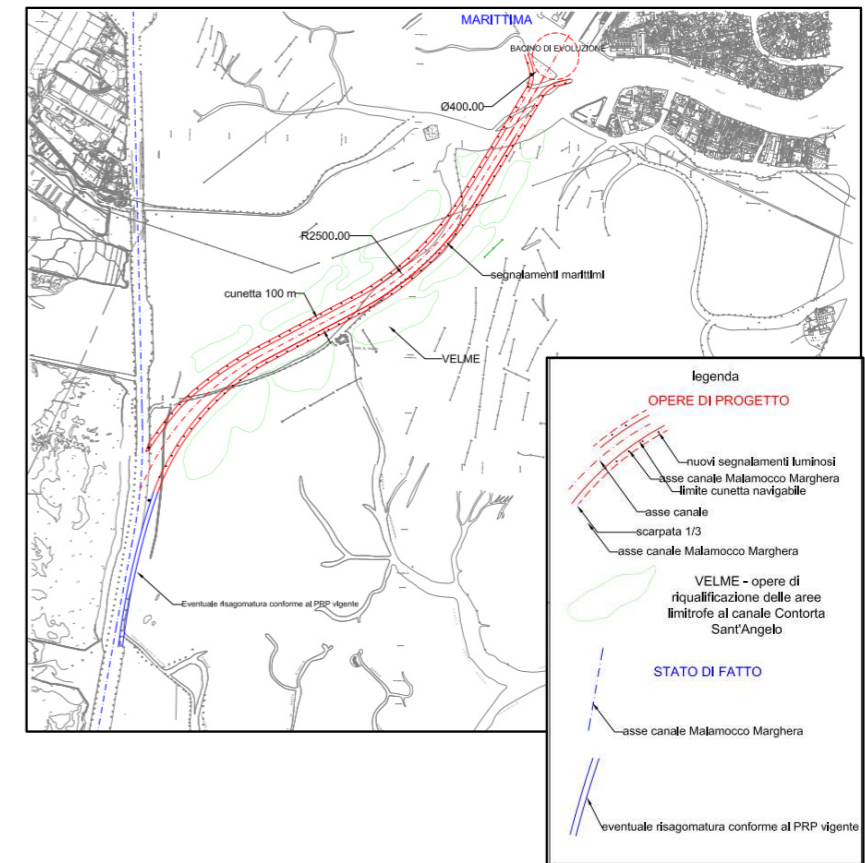 MARITTIMA
BACINO DI EVOLUZIONE
Ø400.00
R2500.00
segnalamenti marittimi
cunetta 100 m
VELME
Eventuale risagomatura conforme al PRP vigente
legenda
OPERE DI PROGETTO
nuovi segnalamenti luminosi
asse canale Malamocco Marghera
limite cunetta navigabile
asse canale
scarpata 1/3
asse canale Malamocco Marghera
VELME - opere di
riqualificazione delle aree
limitrofe al canale Contorta
Sant'Angelo
STATO DI FATTO
asse canale Malamocco Marghera
eventuale risagomatura conforme al PRP vigente